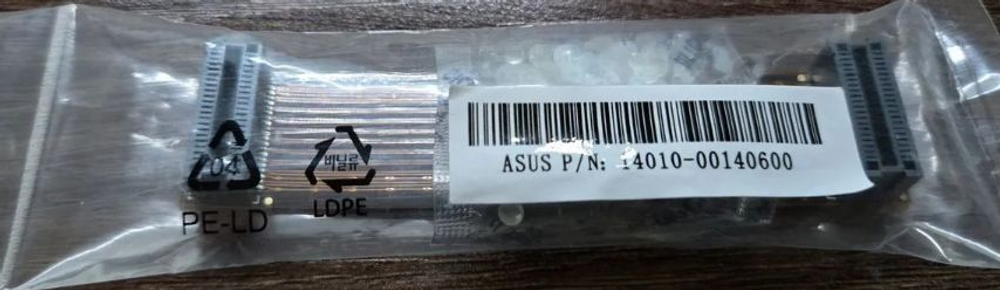 ASUS P/N: 14010-00140600
04
PE-LD
비닐류
LDPE